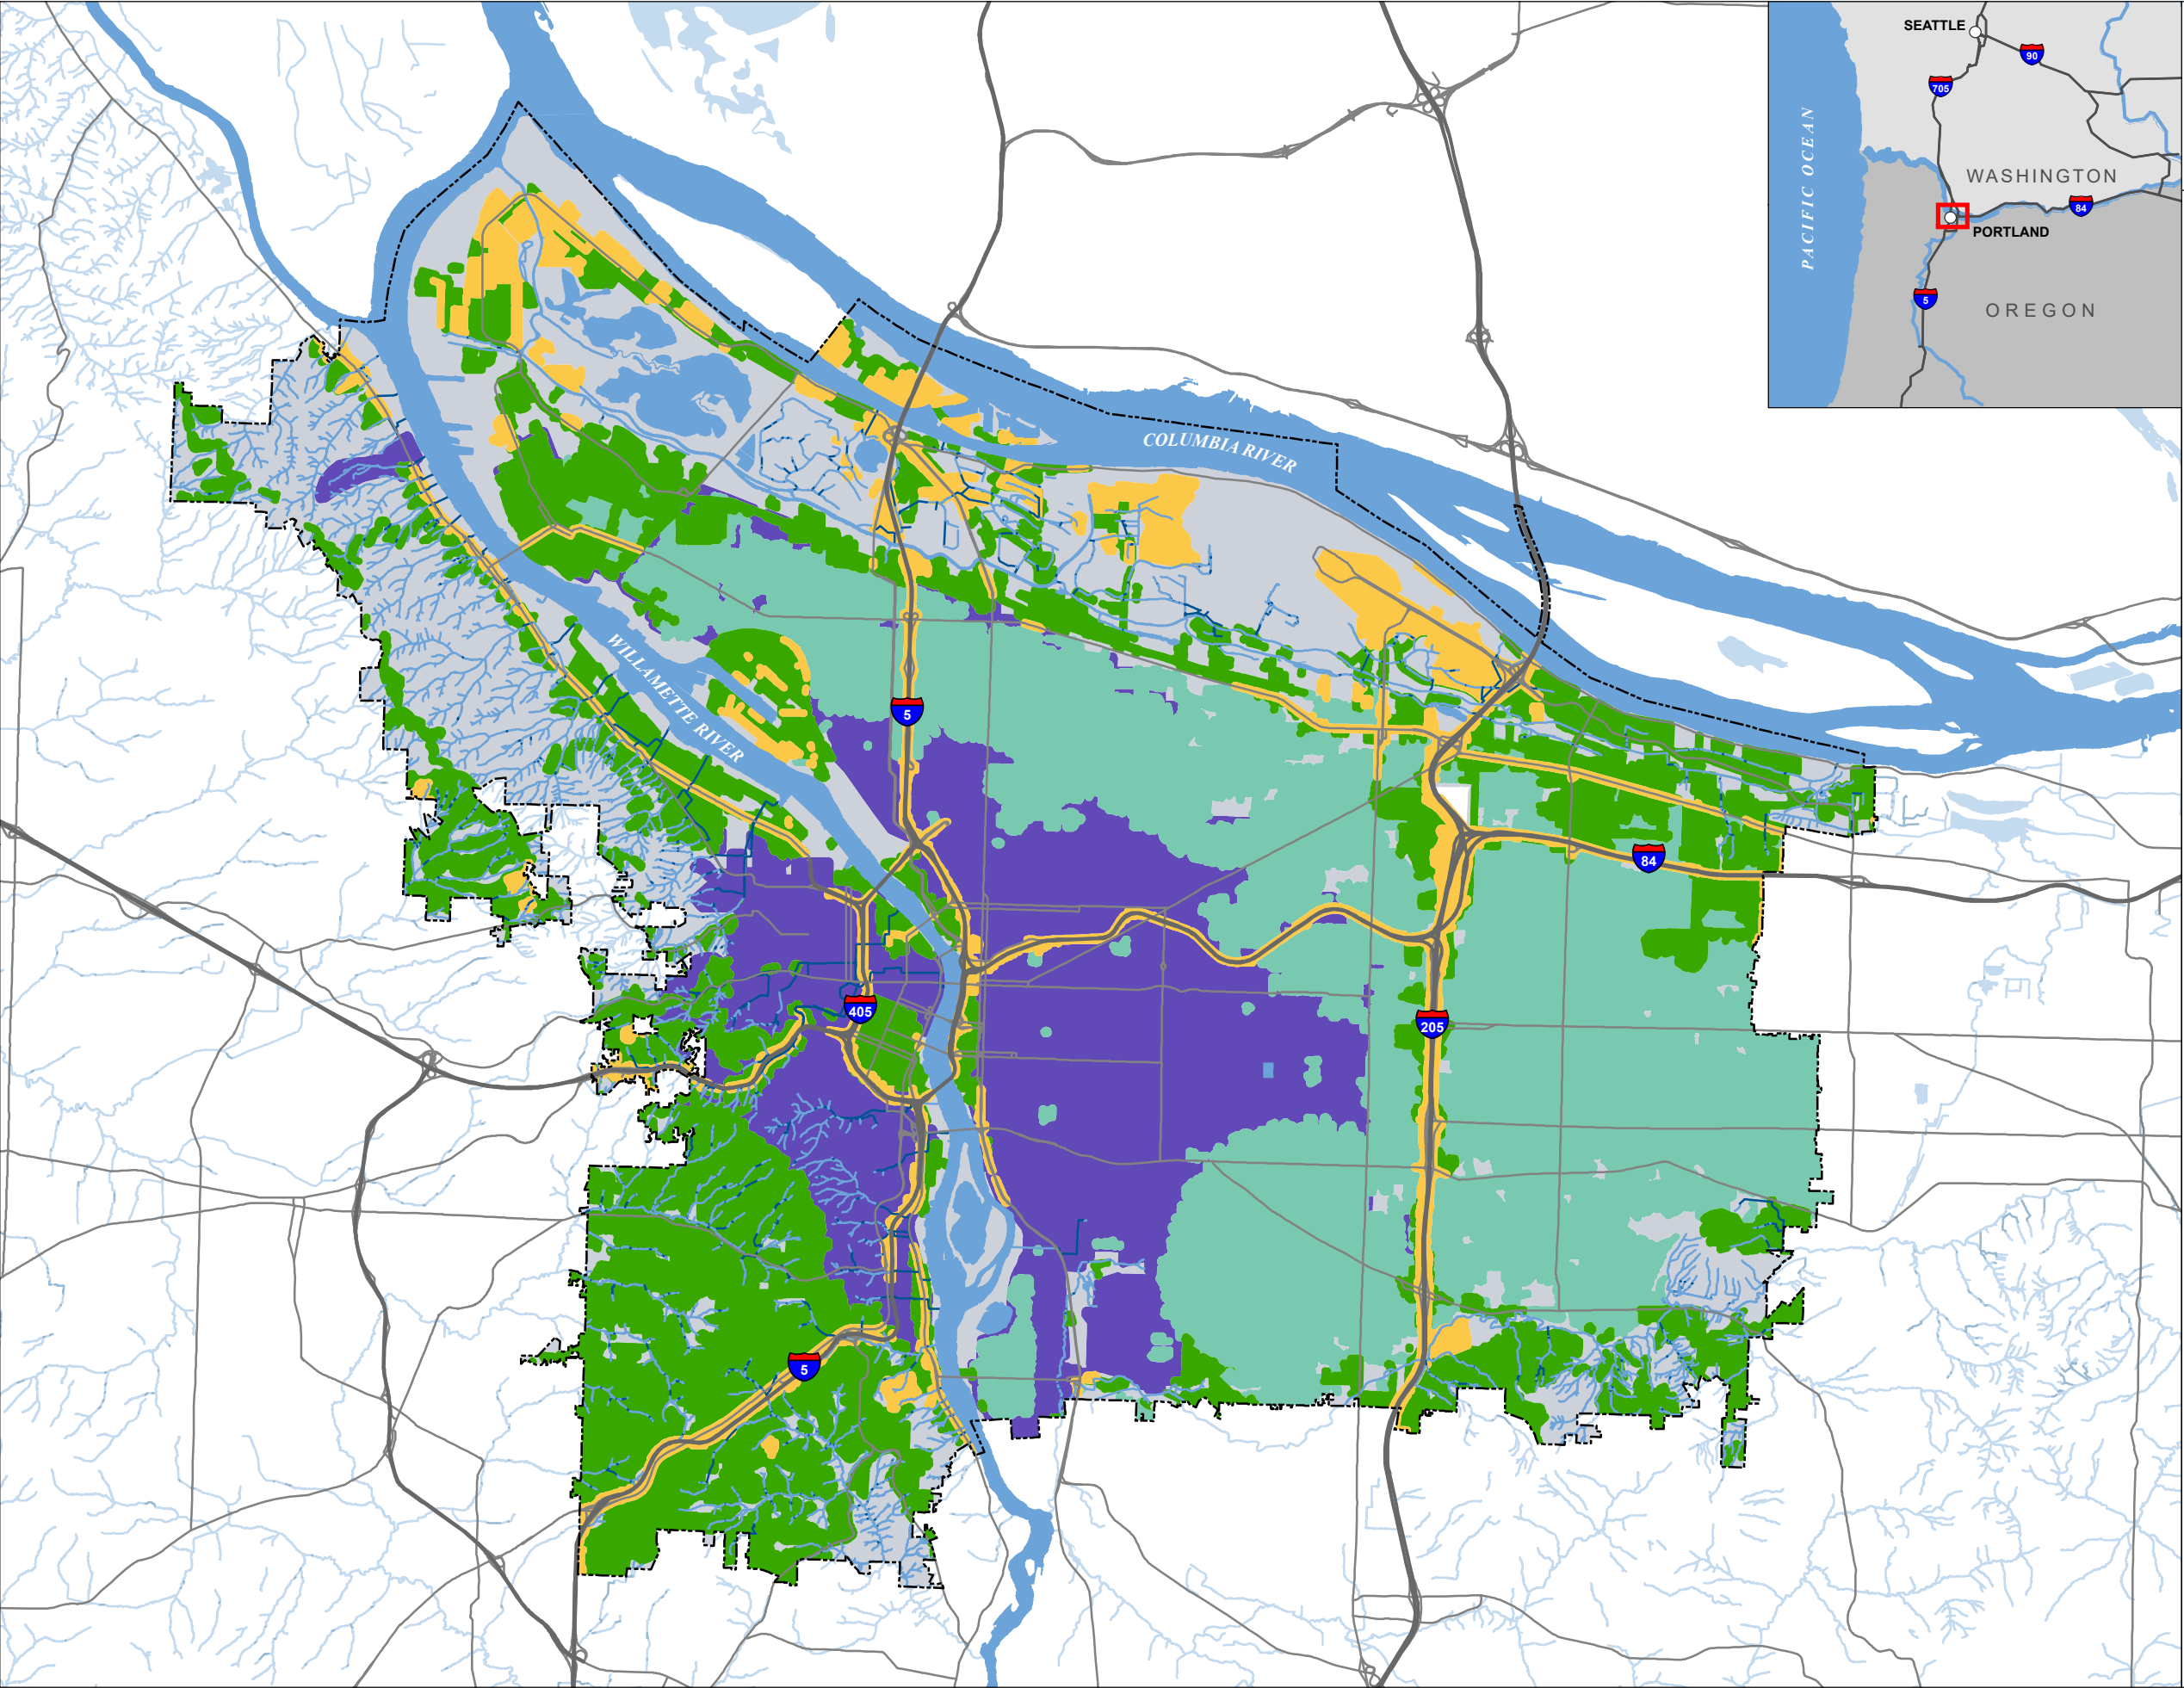 SEATTLE
90
705
PACIFIC OCEAN
WASHINGTON
84
PORTLAND
5
OREGON
COLUMBIA RIVER
WILLAMETTE RIVER
5
84
405
205
5